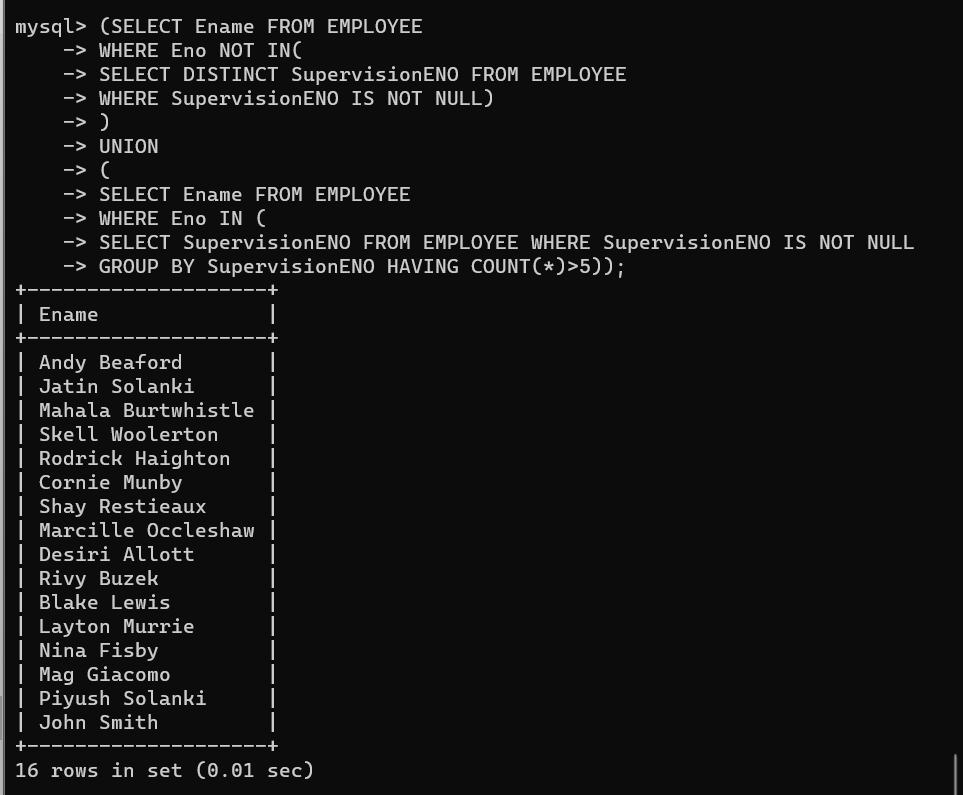 mysql> (SELECT Ename FROM EMPLOYEE
    -> WHERE Eno NOT IN(
    -> SELECT DISTINCT SupervisionENO FROM EMPLOYEE
    -> WHERE SupervisionENO IS NOT NULL)
    -> )
    -> UNION
    -> (
    -> SELECT Ename FROM EMPLOYEE
    -> WHERE Eno IN (
    -> SELECT SupervisionENO FROM EMPLOYEE WHERE SupervisionENO IS NOT NULL
    -> GROUP BY SupervisionENO HAVING COUNT(*)>5));
+--------------------+
| Ename              |
+--------------------+
| Andy Beaford       |
| Jatin Solanki      |
| Mahala Burtwhistle |
| Skell Woolerton    |
| Rodrick Haighton   |
| Cornie Munby       |
| Shay Restieaux     |
| Marcille Occleshaw |
| Desiri Allott      |
| Rivy Buzek         |
| Blake Lewis        |
| Layton Murrie      |
| Nina Fisby         |
| Mag Giacomo        |
| Piyush Solanki     |
| John Smith         |
+--------------------+
16 rows in set (0.01 sec)